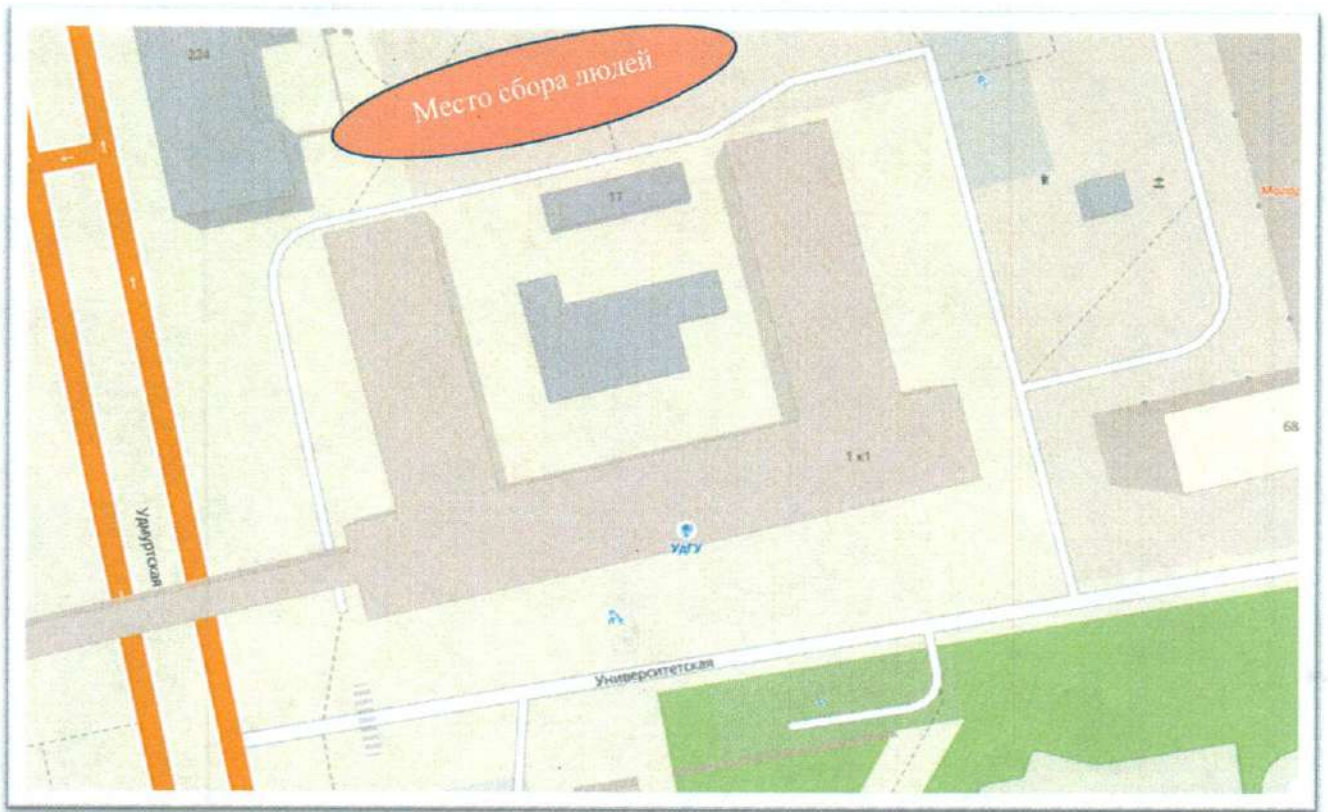 224
Место сбора людей
17
1 к1
68
УдГУ
Удмуртская
Университетская